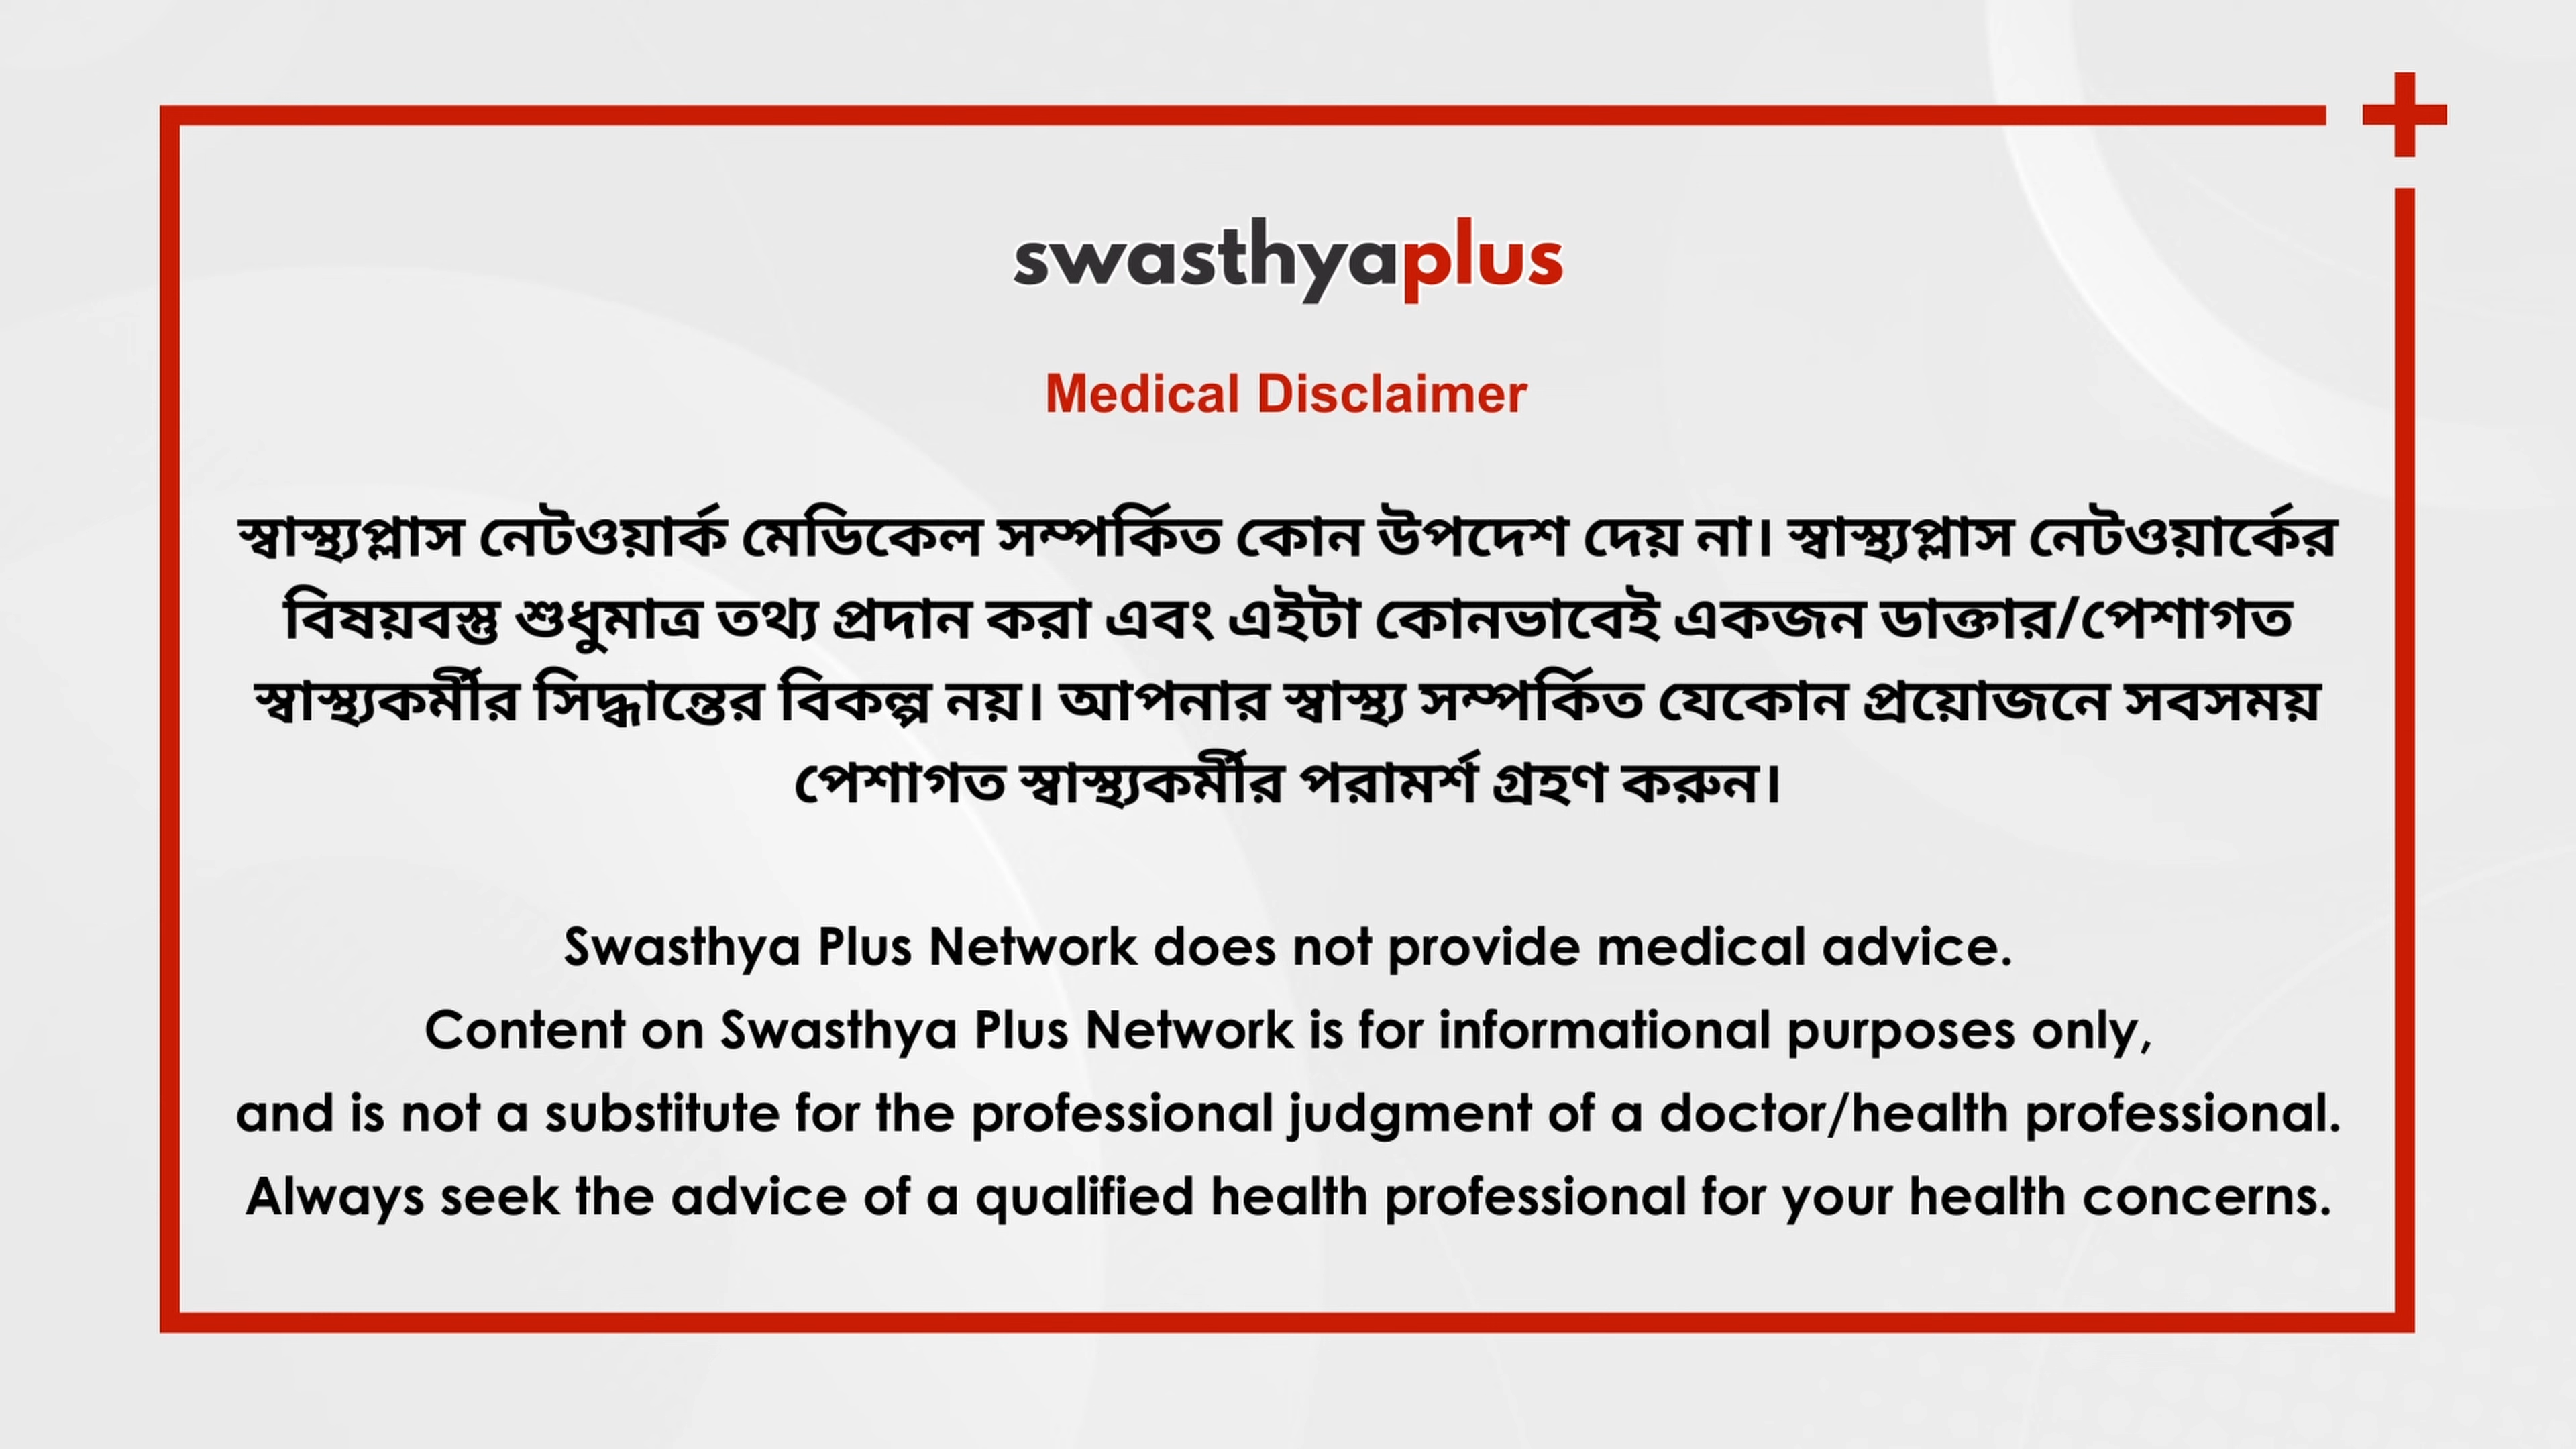 swasthyaplus
Medical Disclaimer
স্বাস্থ্যপ্লাস নেটওয়ার্ক মেডিকেল সম্পর্কিত কোন উপদেশ দেয় না। স্বাস্থ্যপ্লাস নেটওয়ার্কের
বিষয়বস্তু শুধুমাত্র তথ্য প্রদান করা এবং এইটা কোনভাবেই একজন ডাক্তার/পেশাগত
স্বাস্থ্যকর্মীর সিদ্ধান্তের বিকল্প নয়। আপনার স্বাস্থ্য সম্পর্কিত যেকোন প্রয়োজনে সবসময়
পেশাগত স্বাস্থ্যকর্মীর পরামর্শ গ্রহণ করুন।
Swasthya Plus Network does not provide medical advice.
Content on Swasthya Plus Network is for informational purposes only,
and is not a substitute for the professional judgment of a doctor/health professional.
Always seek the advice of a qualified health professional for your health concerns.